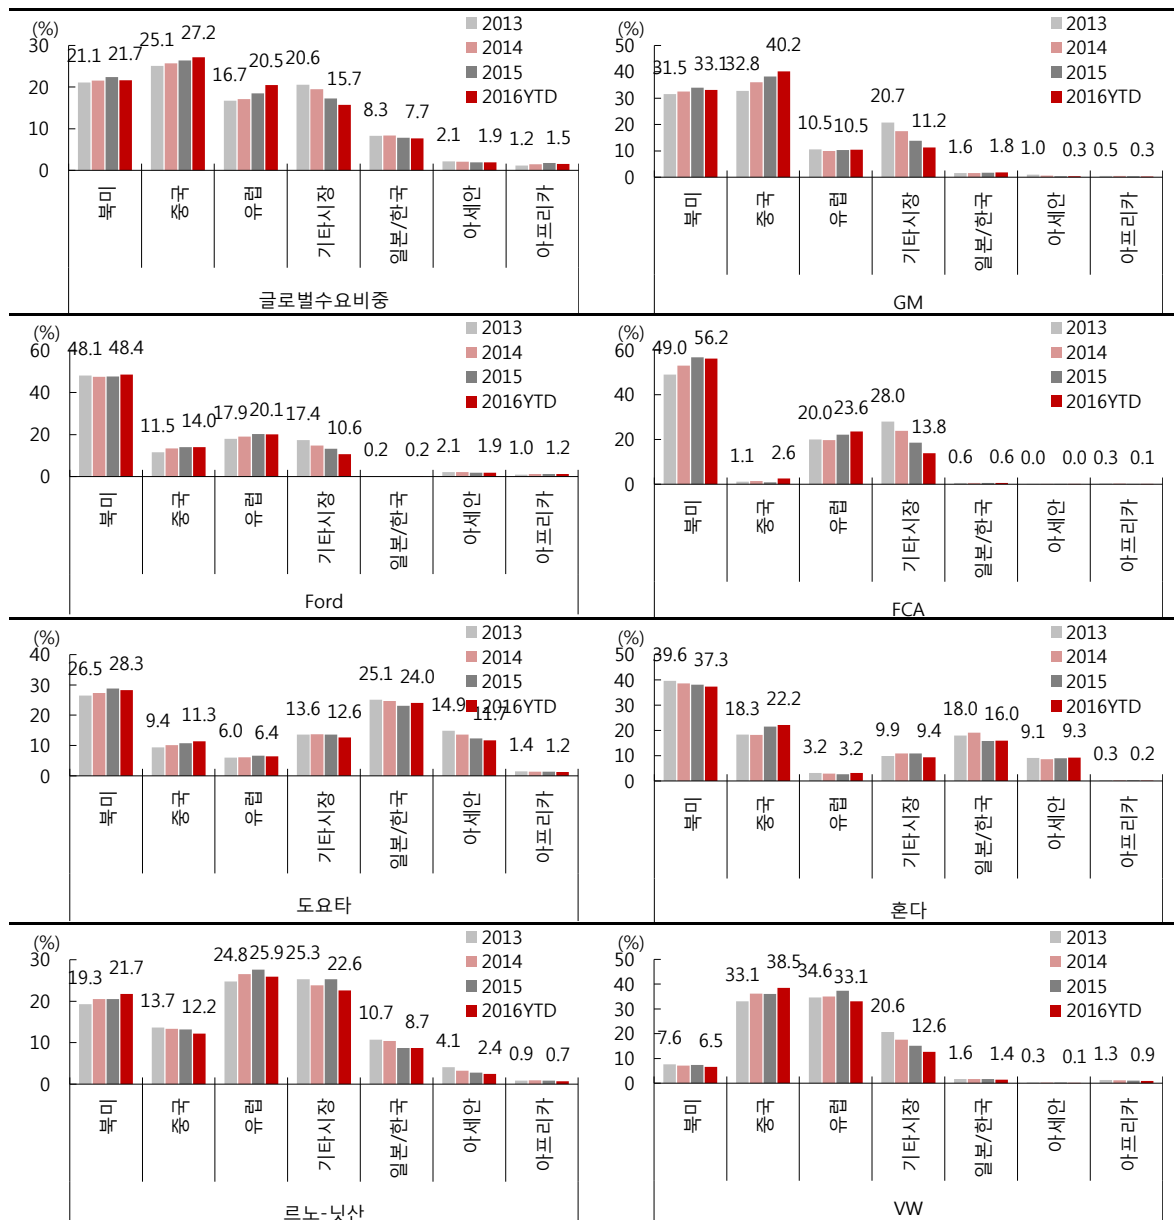 (%)
2013
2014
2015
2016YTD
30
20
10
0
21.1 21.7 25.1 27.2 16.7 20.5 20.6 15.7 8.3 7.7 2.1 1.9 1.2 1.5
북미 중국 유럽 기타시장 일본/한국 아세안 아프리카
글로벌수요비중
(%)
2013
2014
2015
2016YTD
50
40
30
20
10
0
31.5 33.1 32.8 40.2 10.5 10.5 20.7 11.2 1.6 1.8 1.0 0.3 0.5 0.3
북미 중국 유럽 기타시장 일본/한국 아세안 아프리카
GM
(%)
2013
2014
2015
2016YTD
60
40
20
0
48.1 48.4 11.5 14.0 17.9 20.1 17.4 10.6 0.2 0.2 2.1 1.9 1.0 1.2
북미 중국 유럽 기타시장 일본/한국 아세안 아프리카
Ford
(%)
2013
2014
2015
2016YTD
60
40
20
0
49.0 56.2 1.1 2.6 20.0 23.6 28.0 13.8 0.6 0.6 0.0 0.0 0.3 0.1
북미 중국 유럽 기타시장 일본/한국 아세안 아프리카
FCA
(%)
2013
2014
2015
2016YTD
40
30
20
10
0
26.5 28.3 9.4 11.3 6.0 6.4 13.6 12.6 25.1 24.0 14.9 11.7 1.4 1.2
북미 중국 유럽 기타시장 일본/한국 아세안 아프리카
도요타
(%)
2013
2014
2015
2016YTD
50
40
30
20
10
0
39.6 37.3 18.3 22.2 3.2 3.2 9.9 9.4 18.0 16.0 9.1 9.3 0.3 0.2
북미 중국 유럽 기타시장 일본/한국 아세안 아프리카
혼다
(%)
2013
2014
2015
2016YTD
30
20
10
0
19.3 21.7 13.7 12.2 24.8 25.9 25.3 22.6 10.7 8.7 4.1 2.4 0.9 0.7
북미 중국 유럽 기타시장 일본/한국 아세안 아프리카
르노-닛산
(%)
2013
2014
2015
2016YTD
50
40
30
20
10
0
7.6 6.5 33.1 38.5 34.6 33.1 20.6 12.6 1.6 1.4 0.3 0.1 1.3 0.9
북미 중국 유럽 기타시장 일본/한국 아세안 아프리카
VW